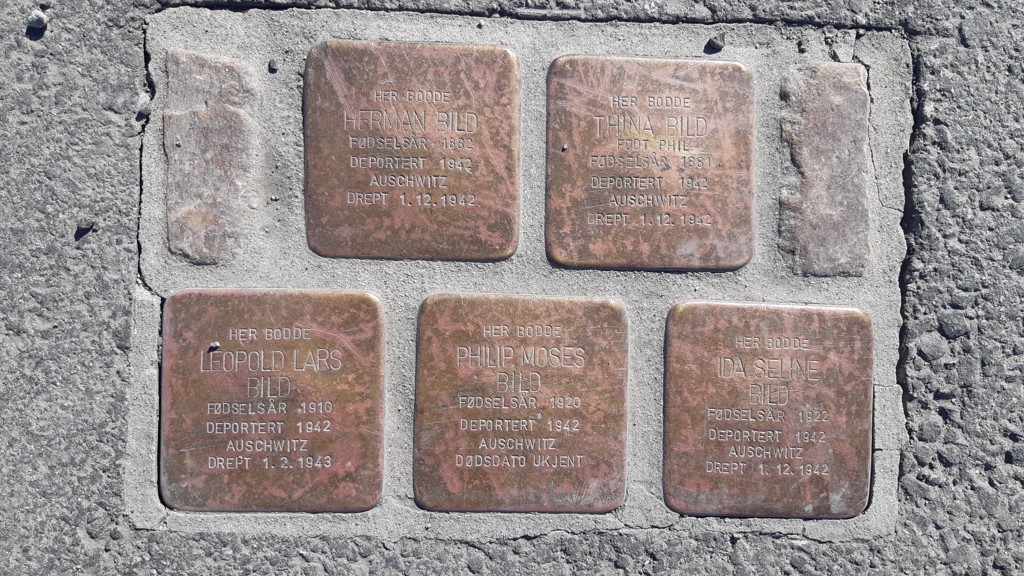 HER BODDE
HERMAN BILD
FØDSELSÅR 1882
DEPORTERT 1942
AUSCHWITZ
DREPT 1.12.1942
HER BODDE
THINA BILD
FØDT PHIL
FØDSELSÅR 1881
DEPORTERT 1942
AUSCHWITZ
DREPT 1.12.1942
HER BODDE
LEOPOLD LARS
BILD
FØDSELSÅR 1910
DEPORTERT 1942
AUSCHWITZ
DREPT 1.2.1943
HER BODDE
PHILIP MOSES
BILD
FØDSELSÅR 1920
DEPORTERT 1942
AUSCHWITZ
DØDSDATO UKJENT
HER BODDE
IDA SELINE
BILD
FØDSELSÅR 1922
DEPORTERT 1942
AUSCHWITZ
DREPT 1.12.1942